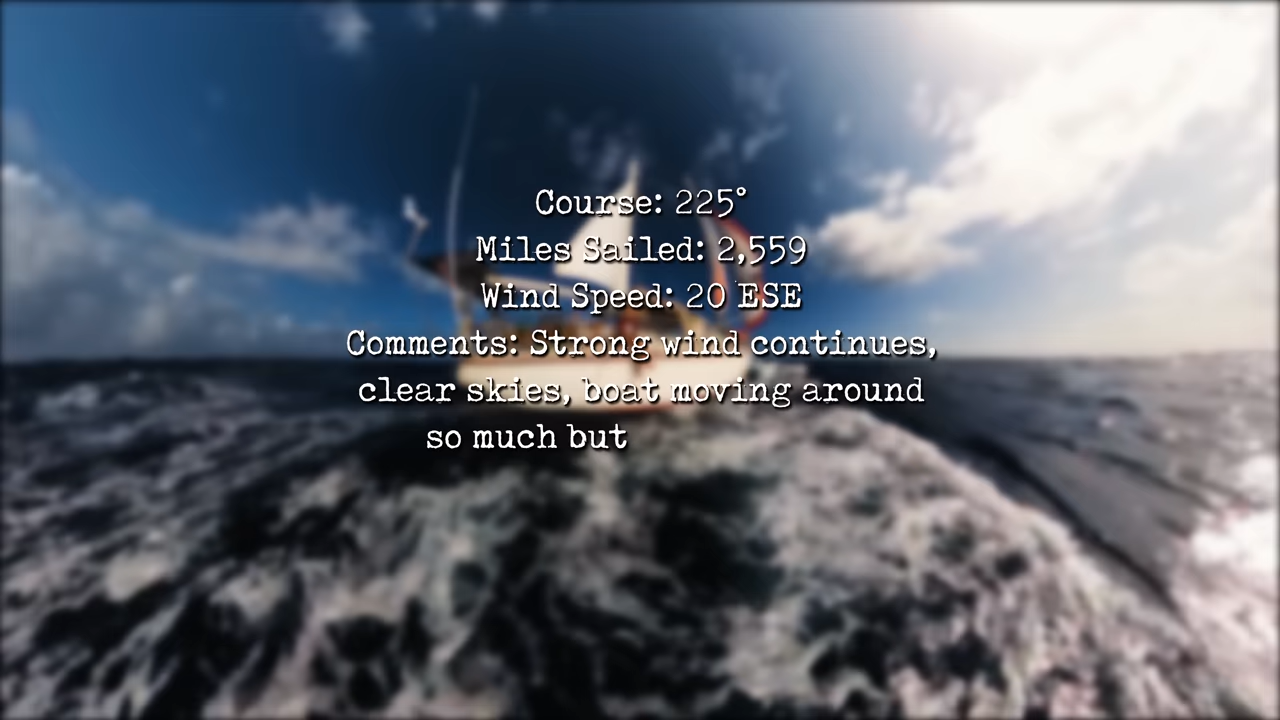 Course: 225°
Miles Sailed: 2,559
Wind Speed: 20 ESE
Comments: Strong wind continues,
clear skies, boat moving around
so much but